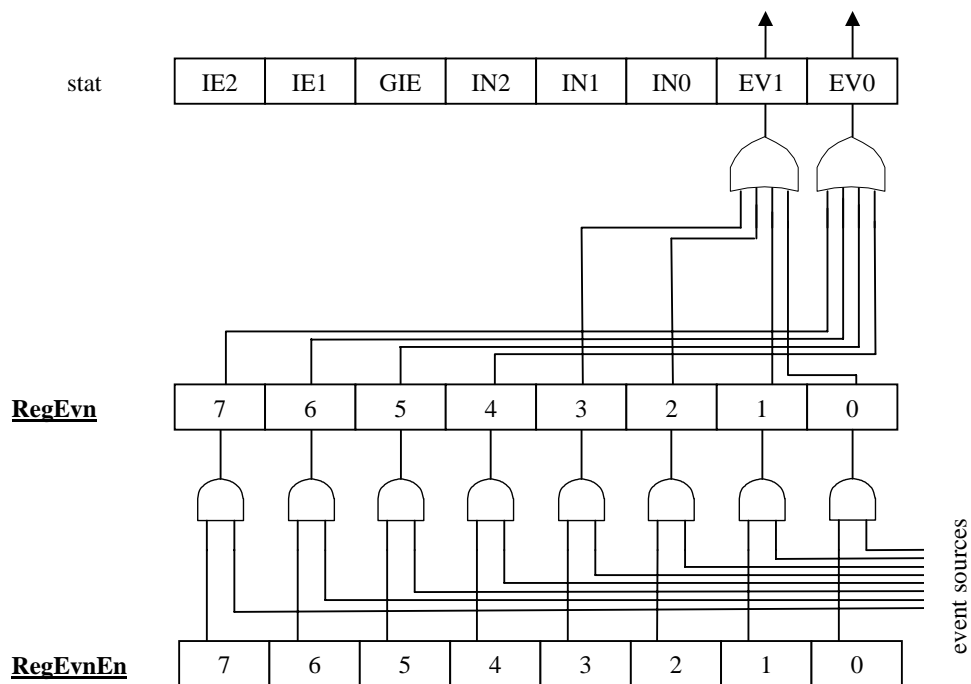 stat IE2 IE1 GIE IN2 IN1 IN0 EV1 EV0
RegEvn 7 6 5 4 3 2 1 0
event sources
RegEvnEn 7 6 5 4 3 2 1 0